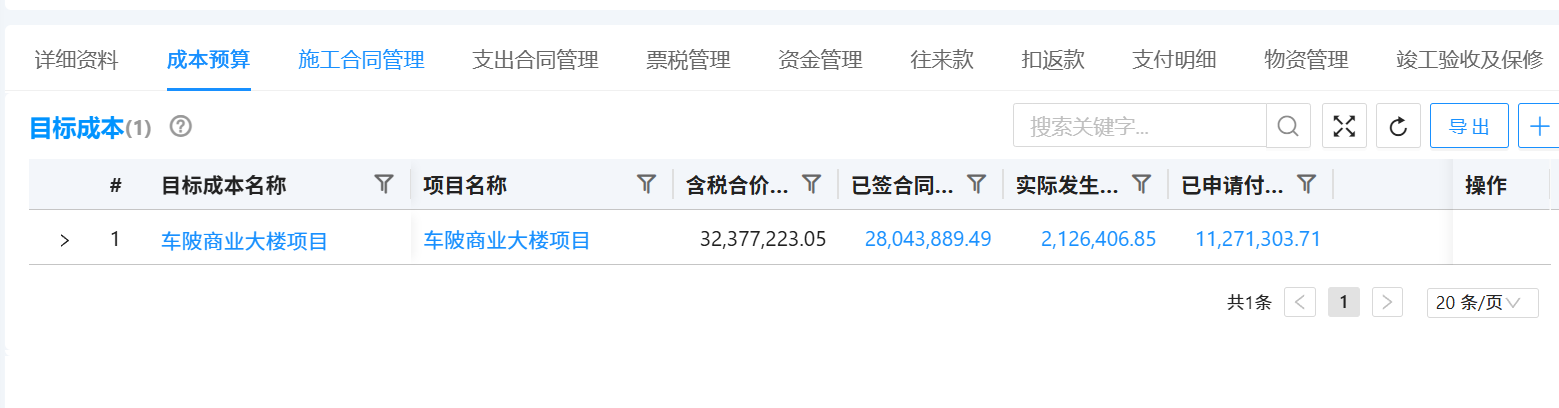 详细资料 成本预算 施工合同管理 支出合同管理 票税管理 资金管理 往来款 扣返款 支付明细 物资管理 竣工验收及保修
目标成本(1) 搜索关键字... 导出
# 目标成本名称 项目名称 含税合价... 已签合同... 实际发生... 已申请付... 操作
1 车陂商业大楼项目 车陂商业大楼项目 32,377,223.05 28,043,889.49 2,126,406.85 11,271,303.71
共1条 1 20 条/页